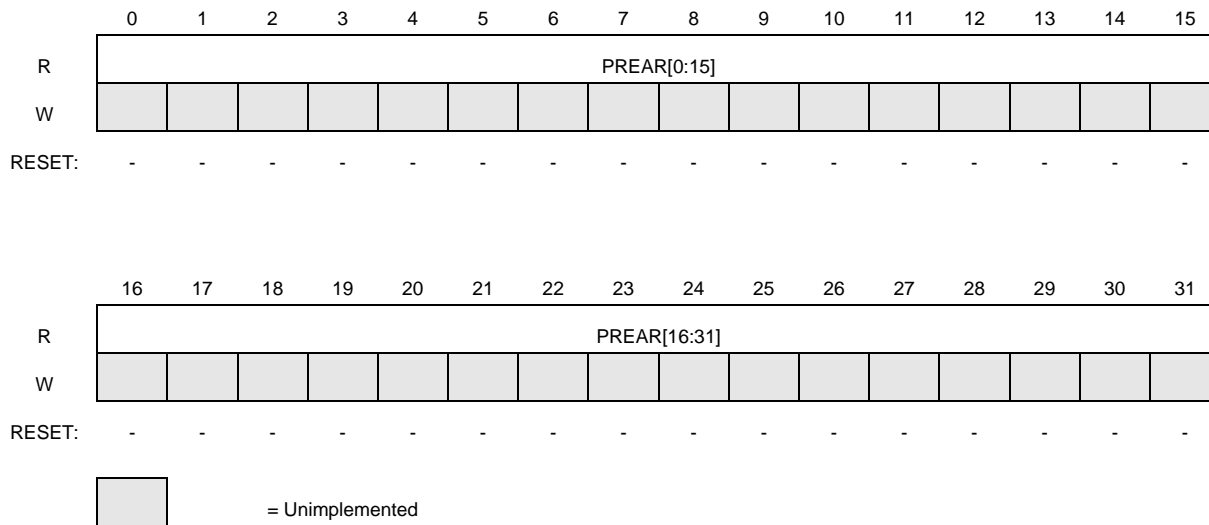 0 1 2 3 4 5 6 7 8 9 10 11 12 13 14 15
R PREAR[0:15]
W
RESET: - - - - - - - - - - - - - - - -
16 17 18 19 20 21 22 23 24 25 26 27 28 29 30 31
R PREAR[16:31]
W
RESET: - - - - - - - - - - - - - - - -
= Unimplemented